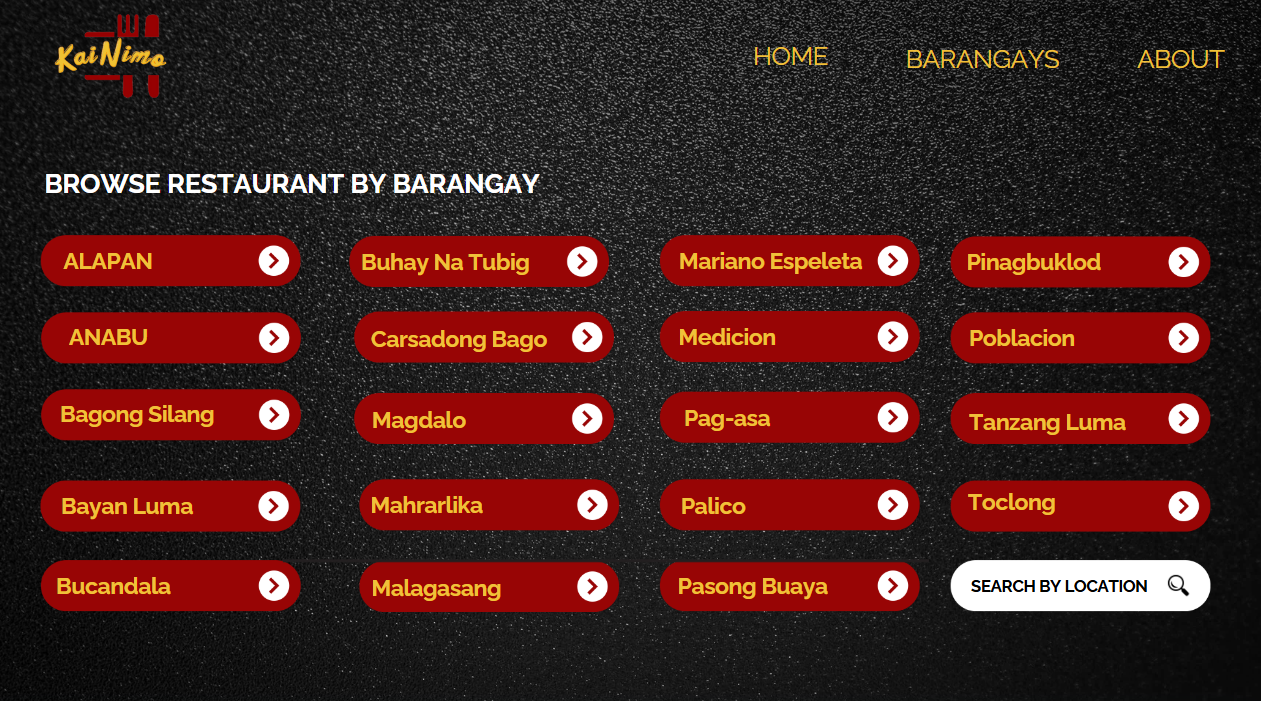 KaiNimo
HOME
BARANGAYS
ABOUT
BROWSE RESTAURANT BY BARANGAY
ALAPAN
Buhay Na Tubig
Mariano Espeleta
Pinagbuklod
ANABU
Carsadong Bago
Medicion
Poblacion
Bagong Silang
Magdalo
Pag-asa
Tanzang Luma
Bayan Luma
Mahrarlika
Palico
Toclong
Bucandala
Malagasang
Pasong Buaya
SEARCH BY LOCATION